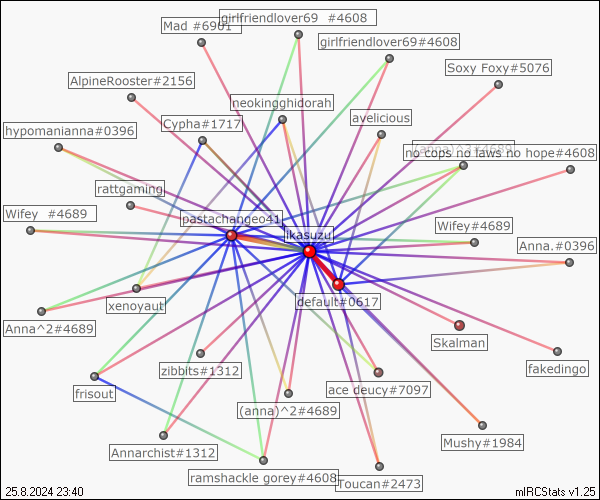 girlfriendlover69  #4608
Mad #6901
girlfriendlover69#4608
Soxy Foxy#5076
AlpineRooster#2156
neokingghidorah
avelicious
Cypha#1717
hypomanianna#0396
no cops no laws no hope#4608
rattgaming
Wifey  #4689
pastachangeo41
ikasuzu
Wifey#4689
Anna.#0396
xenoyaut
default#0617
Anna^2#4689
Skalman
fakedingo
zibbits#1312
ace deucy#7097
frisout
(anna)^2#4689
Mushy#1984
Annarchist#1312
ramshackle gorey#4608
Toucan#2473
25.8.2024 23:40
mIRCStats v1.25